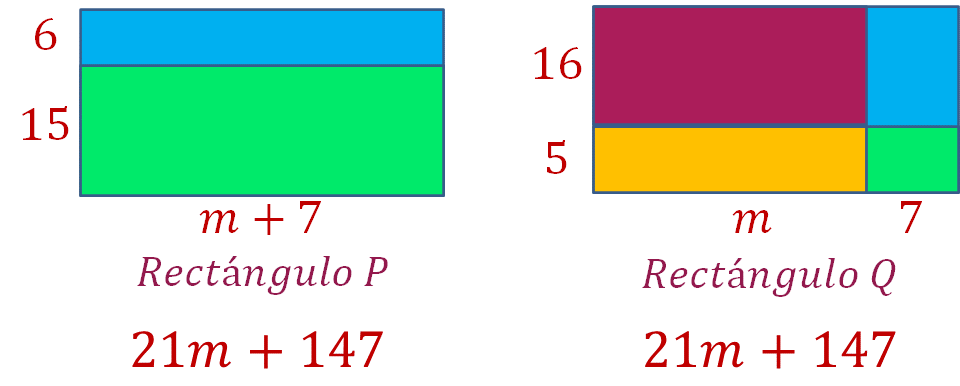 6
15
m + 7
Rectángulo P
21m + 147
16
5
m
7
Rectángulo Q
21m + 147